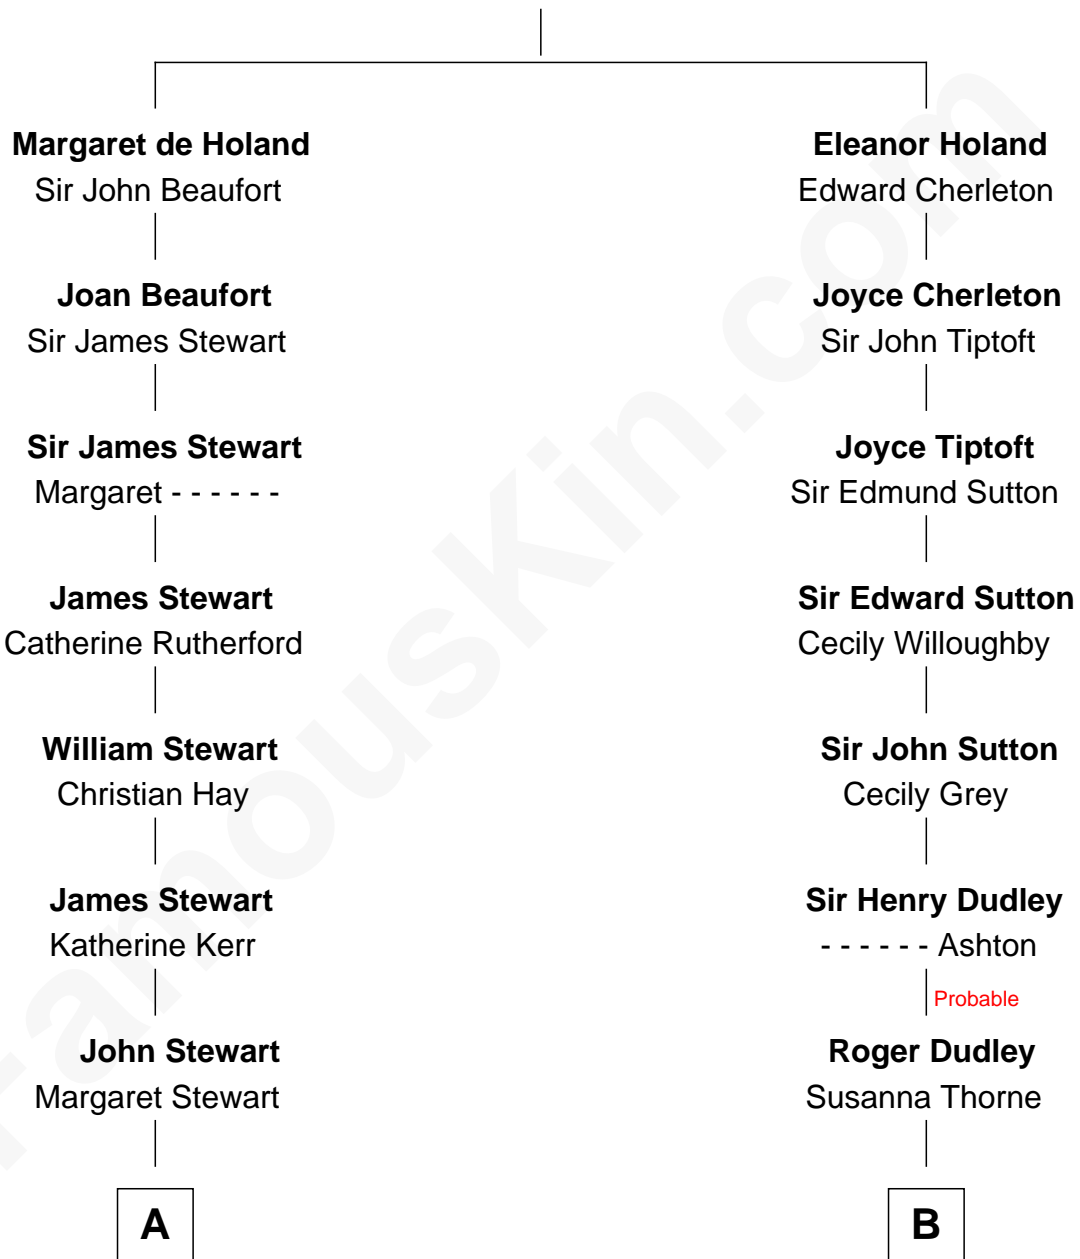 Margaret de Holand
Sir John Beaufort
Joan Beaufort
Sir James Stewart
Sir James Stewart
Margaret - - - - - -
James Stewart
Catherine Rutherford
William Stewart
Christian Hay
James Stewart
Katherine Kerr
John Stewart
Margaret Stewart
A
Eleanor Holand
Edward Cherleton
Joyce Cherleton
Sir John Tiptoft
Joyce Tiptoft
Sir Edmund Sutton
Sir Edward Sutton
Cecily Willoughby
Sir John Sutton
Cecily Grey
Sir Henry Dudley
- - - - - - Ashton
Probable
Roger Dudley
Susanna Thorne
B
FamousKin.com